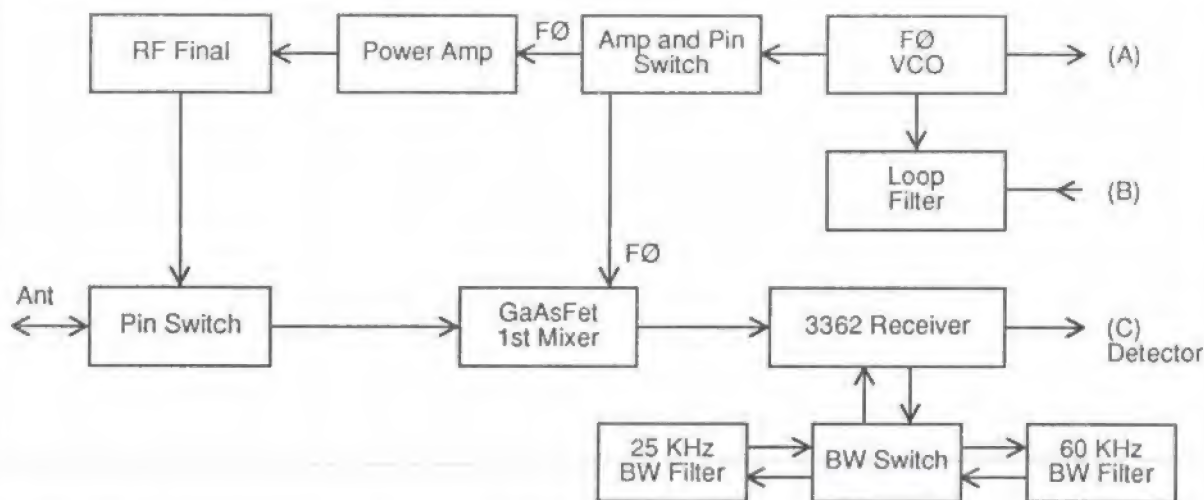 RF Final
Power Amp
FØ
Amp and Pin
Switch
FØ
VCO
(A)
Loop
Filter
(B)
FØ
Ant
Pin Switch
GaAsFet
1st Mixer
3362 Receiver
(C)
Detector
25 KHz
BW Filter
BW Switch
60 KHz
BW Filter